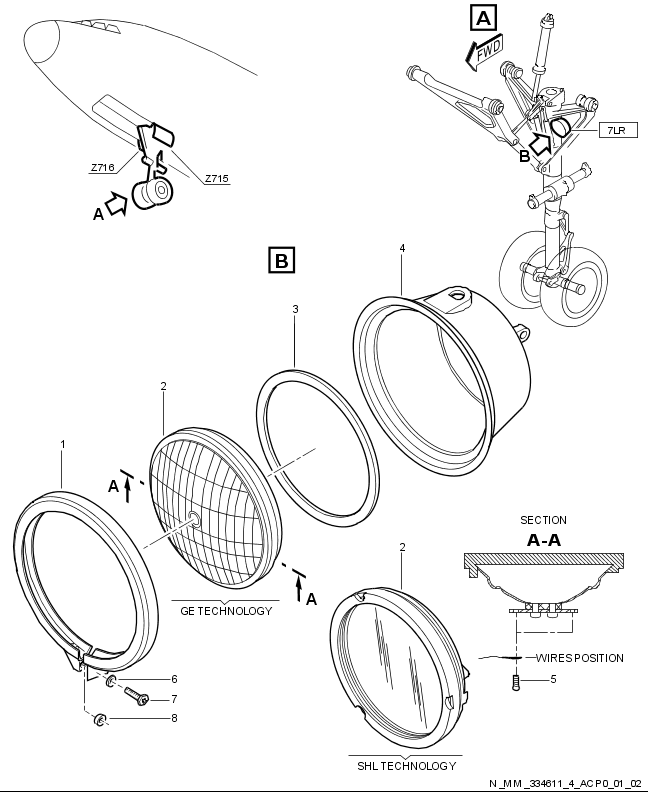 A
FWD
7LR
B
Z716
Z715
A
B
4
3
2
1
A
A
GE TECHNOLOGY
6
7
8
2
SHL TECHNOLOGY
SECTION
A-A
WIRES POSITION
5
N_MM_334611_4_ACP0_01_02